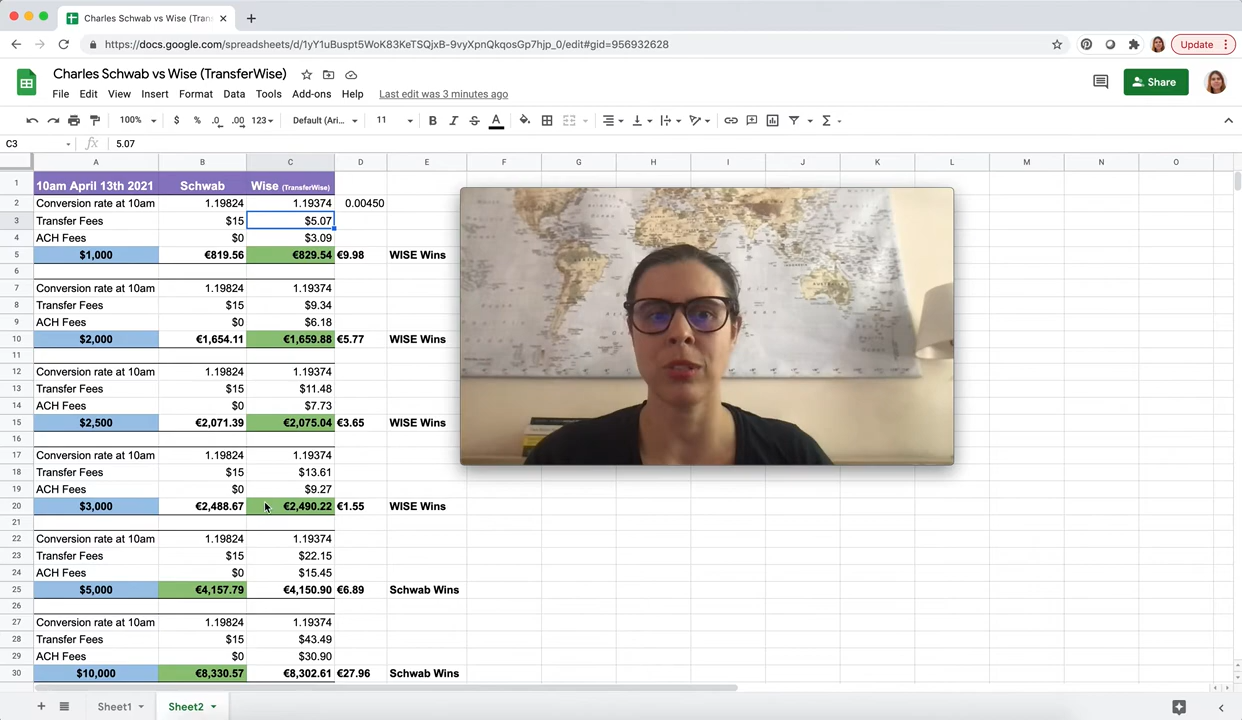 Charles Schwab vs Wise (Tran
https://docs.google.com/spreadsheets/d/1yY1uBuspt5WoK83KeTSQjxB-9vyXpnQkqosGp7hjp_0/edit#gid=956932628
Update
Charles Schwab vs Wise (TransferWise)
File Edit View Insert Format Data Tools Add-ons Help Last edit was 3 minutes ago
Share
100% $ % .0 .00 123 Default (Ari... 11 B I S A
C3 fx 5.07
A B C D E F G H I J K L M N O
1 10am April 13th 2021 Schwab Wise (TransferWise)
2 Conversion rate at 10am 1.19824 1.19374 0.00450
3 Transfer Fees $15 $5.07
4 ACH Fees $0 $3.09
5 $1,000 €819.56 €829.54 €9.98 WISE Wins
6
7 Conversion rate at 10am 1.19824 1.19374
8 Transfer Fees $15 $9.34
9 ACH Fees $0 $6.18
10 $2,000 €1,654.11 €1,659.88 €5.77 WISE Wins
11
12 Conversion rate at 10am 1.19824 1.19374
13 Transfer Fees $15 $11.48
14 ACH Fees $0 $7.73
15 $2,500 €2,071.39 €2,075.04 €3.65 WISE Wins
16
17 Conversion rate at 10am 1.19824 1.19374
18 Transfer Fees $15 $13.61
19 ACH Fees $0 $9.27
20 $3,000 €2,488.67 €2,490.22 €1.55 WISE Wins
21
22 Conversion rate at 10am 1.19824 1.19374
23 Transfer Fees $15 $22.15
24 ACH Fees $0 $15.45
25 $5,000 €4,157.79 €4,150.90 €6.89 Schwab Wins
26
27 Conversion rate at 10am 1.19824 1.19374
28 Transfer Fees $15 $43.49
29 ACH Fees $0 $30.90
30 $10,000 €8,330.57 €8,302.61 €27.96 Schwab Wins
Sheet1 Sheet2